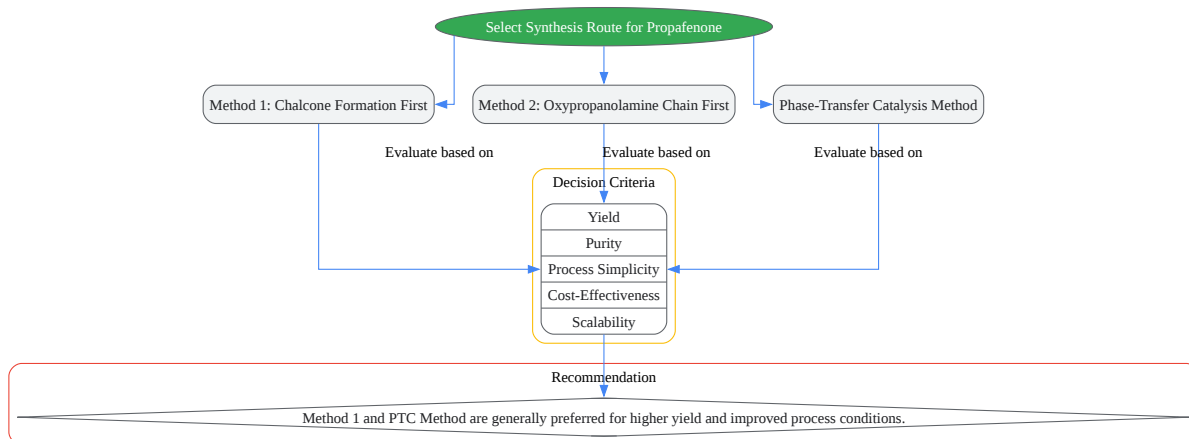 Select Synthesis Route for Propafenone
Method 1: Chalcone Formation First
Method 2: Oxypropanolamine Chain First
Phase-Transfer Catalysis Method
Evaluate based on
Evaluate based on
Evaluate based on
Decision Criteria
Yield
Purity
Process Simplicity
Cost-Effectiveness
Scalability
Recommendation
Method 1 and PTC Method are generally preferred for higher yield and improved process conditions.